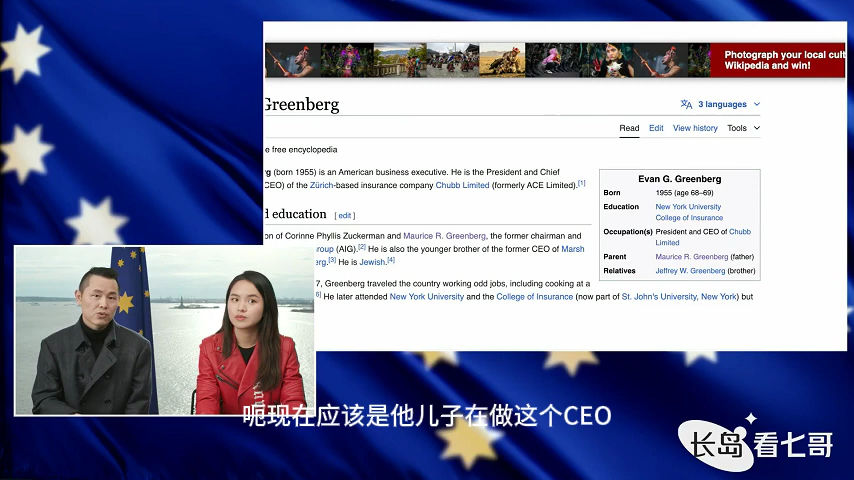 Photograph your local cult
Wikipedia and win!
Greenberg
3 languages
Read Edit View history Tools
e free encyclopedia
rg (born 1955) is an American business executive. He is the President and Chief
CEO) of the Zürich-based insurance company Chubb Limited (formerly ACE Limited).[1]
d education [ edit ]
on of Corinne Phyllis Zuckerman and Maurice R. Greenberg, the former chairman and
roup (AIG).[2] He is also the younger brother of the former CEO of Marsh
erg.[3] He is Jewish.[4]
7, Greenberg traveled the country working odd jobs, including cooking at a
[6] He later attended New York University and the College of Insurance (now part of St. John's University, New York) but
Evan G. Greenberg
Born 1955 (age 68–69)
Education New York University
College of Insurance
Occupation(s) President and CEO of Chubb
Limited
Parent Maurice R. Greenberg (father)
Relatives Jeffrey W. Greenberg (brother)
呃现在应该是他儿子在做这个CEO
长岛看七哥